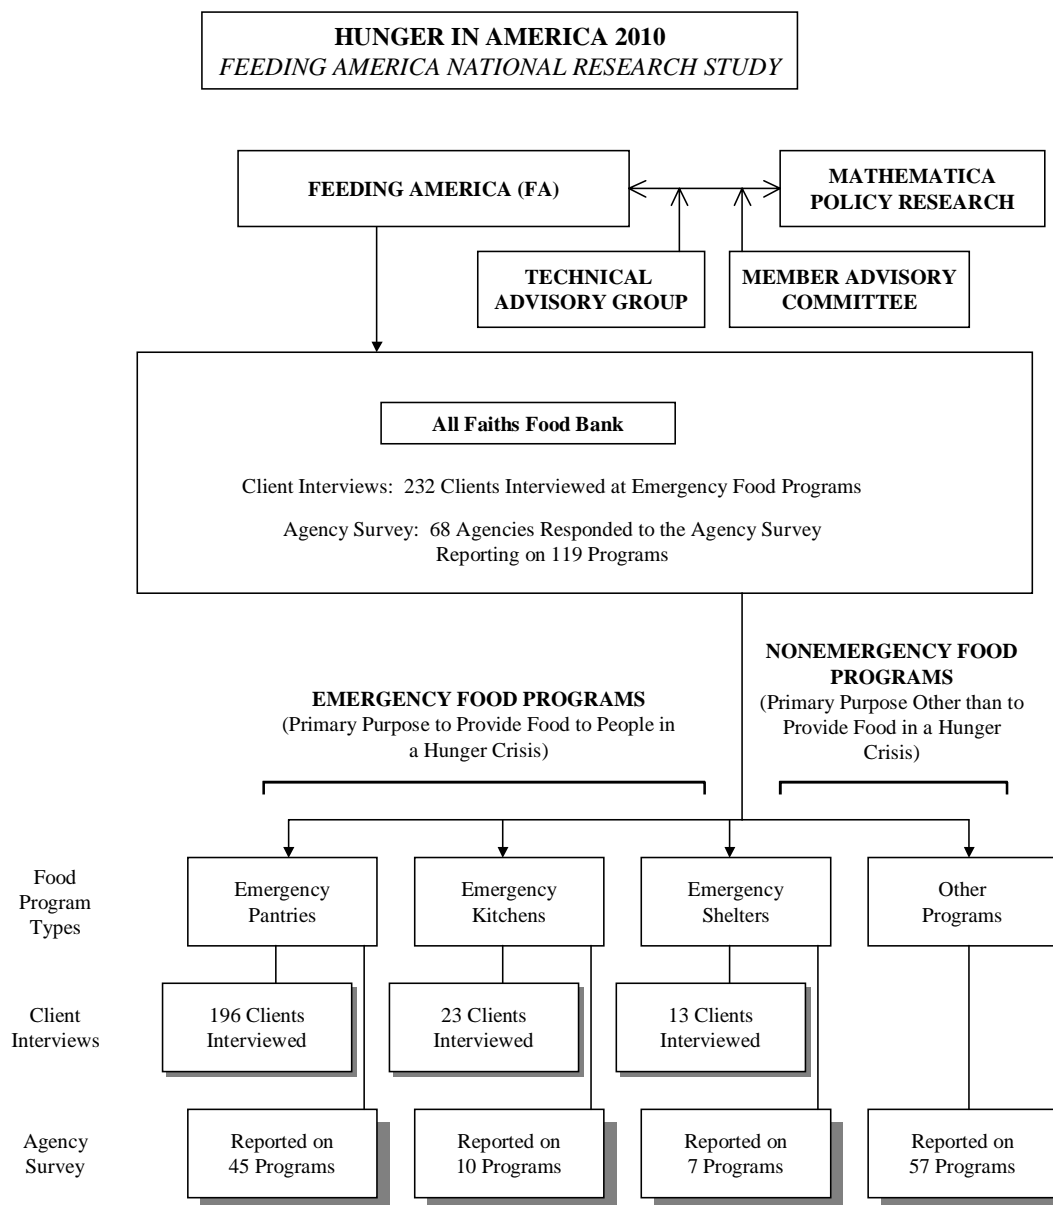 HUNGER IN AMERICA 2010
FEEDING AMERICA NATIONAL RESEARCH STUDY
FEEDING AMERICA (FA)
MATHEMATICA
POLICY RESEARCH
TECHNICAL
ADVISORY GROUP
MEMBER ADVISORY
COMMITTEE
All Faiths Food Bank
Client Interviews:  232 Clients Interviewed at Emergency Food Programs
Agency Survey:  68 Agencies Responded to the Agency Survey
Reporting on 119 Programs
EMERGENCY FOOD PROGRAMS
(Primary Purpose to Provide Food to People in
a Hunger Crisis)
NONEMERGENCY FOOD
PROGRAMS
(Primary Purpose Other than to
Provide Food in a Hunger
Crisis)
Food
Program
Types
Emergency
Pantries
Emergency
Kitchens
Emergency
Shelters
Other
Programs
Client
Interviews
196 Clients
Interviewed
23 Clients
Interviewed
13 Clients
Interviewed
Agency
Survey
Reported on
45 Programs
Reported on
10 Programs
Reported on
7 Programs
Reported on
57 Programs